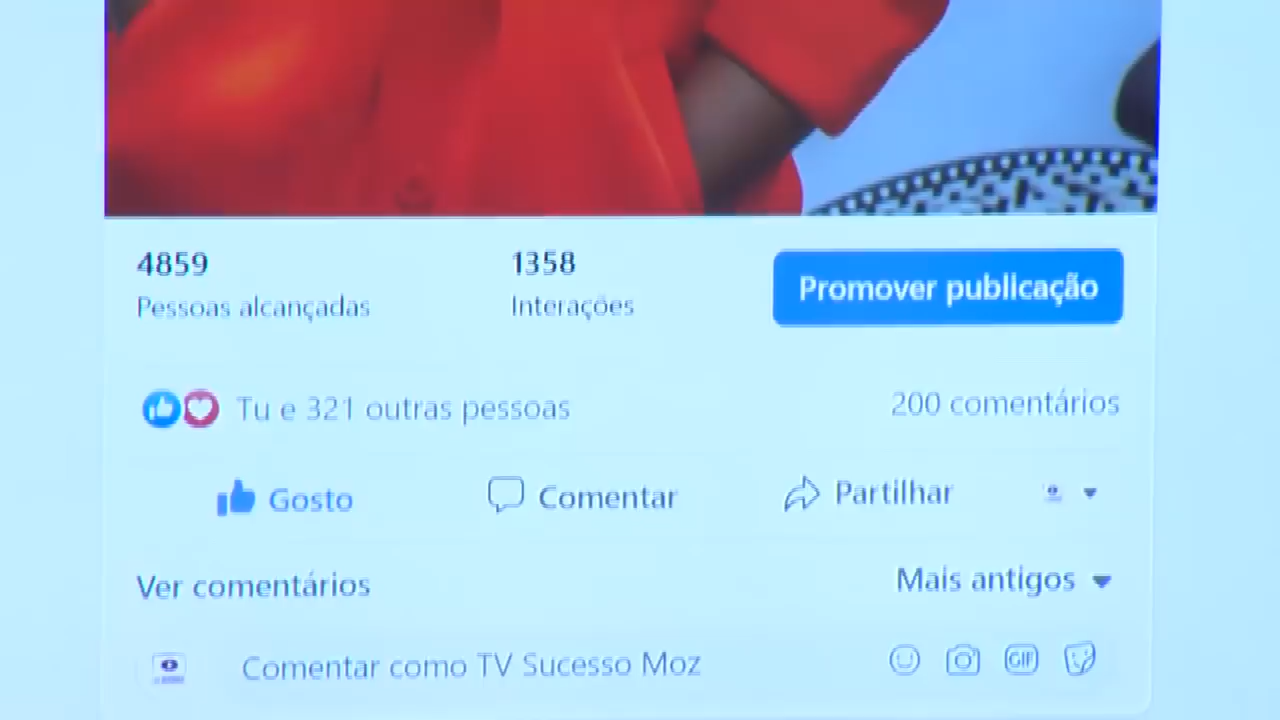 4859
Pessoas alcançadas
1358
Interações
Promover publicação
Tu e 321 outras pessoas
200 comentários
Gosto
Comentar
Partilhar
Ver comentários
Mais antigos
Comentar como TV Sucesso Moz
GIF